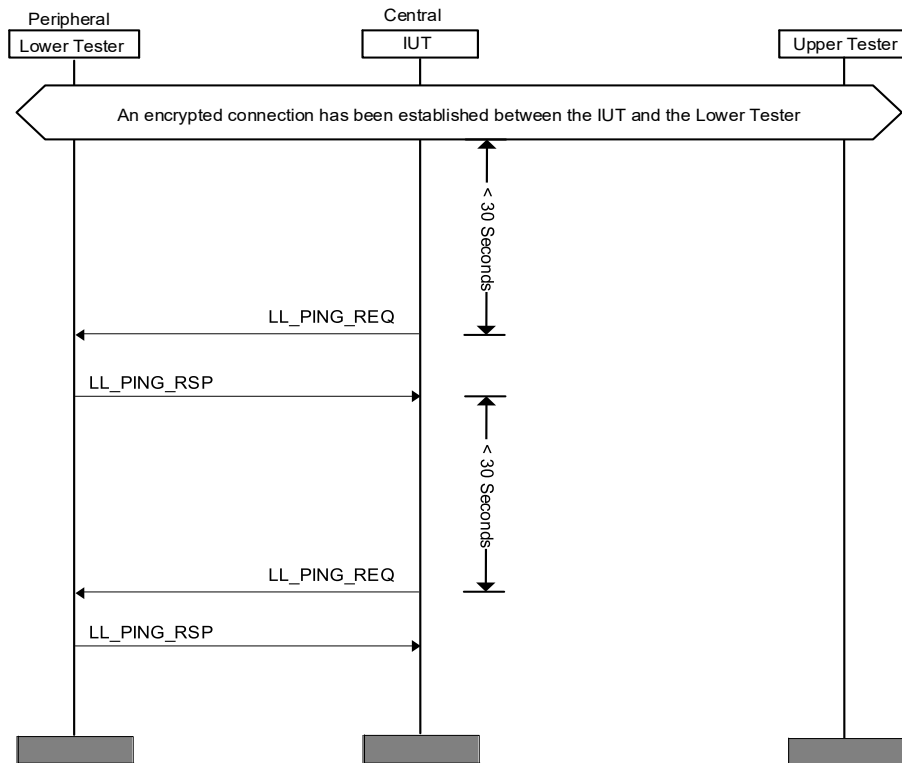 Peripheral
Central
Lower Tester
IUT
Upper Tester
An encrypted connection has been established between the IUT and the Lower Tester
< 30 Seconds
LL_PING_REQ
LL_PING_RSP
< 30 Seconds
LL_PING_REQ
LL_PING_RSP